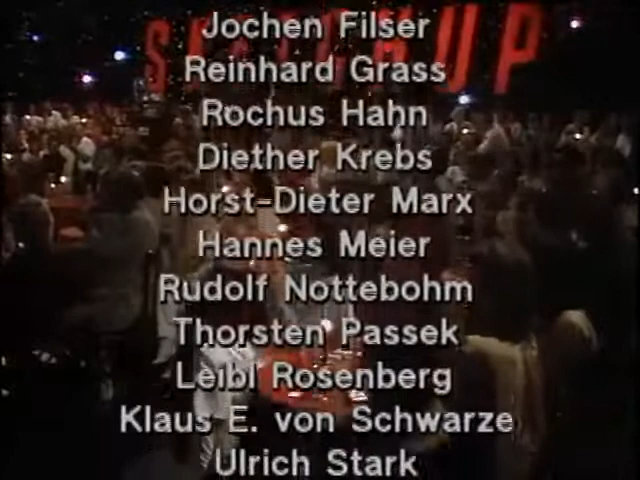 Jochen Filser
Reinhard Grass
Rochus Hahn
Diether Krebs
Horst-Dieter Marx
Hannes Meier
Rudolf Nottebohm
Thorsten Passek
Leibl Rosenberg
Klaus E. von Schwarze
Ulrich Stark